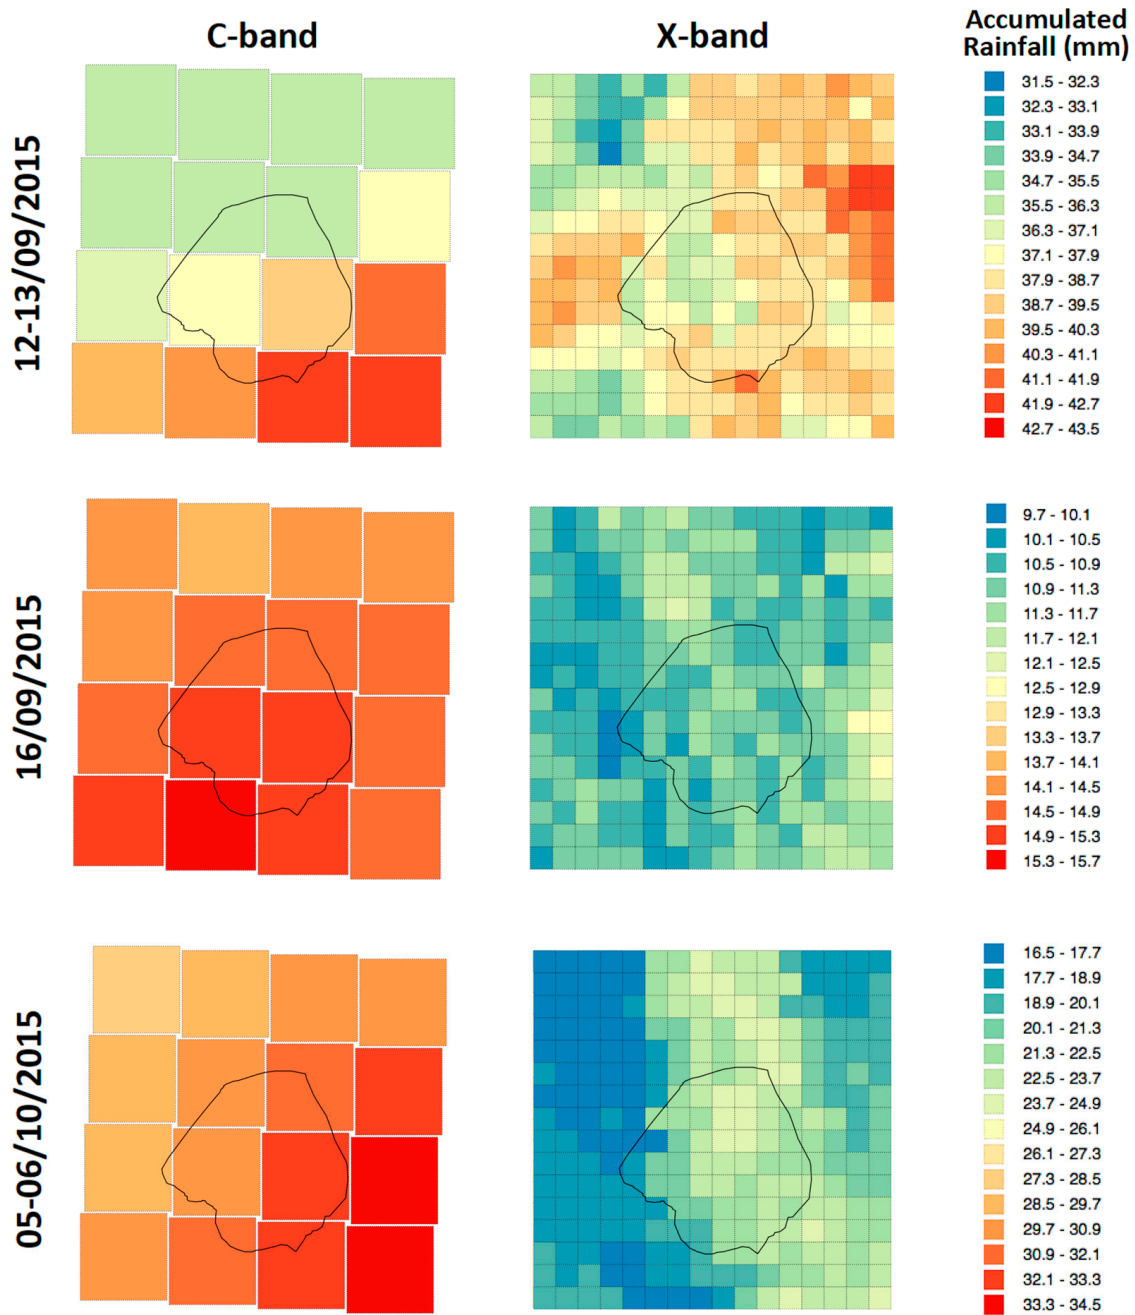 C-band
X-band
Accumulated
Rainfall (mm)
12-13/09/2015
31.5 - 32.3
32.3 - 33.1
33.1 - 33.9
33.9 - 34.7
34.7 - 35.5
35.5 - 36.3
36.3 - 37.1
37.1 - 37.9
37.9 - 38.7
38.7 - 39.5
39.5 - 40.3
40.3 - 41.1
41.1 - 41.9
41.9 - 42.7
42.7 - 43.5
16/09/2015
9.7 - 10.1
10.1 - 10.5
10.5 - 10.9
10.9 - 11.3
11.3 - 11.7
11.7 - 12.1
12.1 - 12.5
12.5 - 12.9
12.9 - 13.3
13.3 - 13.7
13.7 - 14.1
14.1 - 14.5
14.5 - 14.9
14.9 - 15.3
15.3 - 15.7
05-06/10/2015
16.5 - 17.7
17.7 - 18.9
18.9 - 20.1
20.1 - 21.3
21.3 - 22.5
22.5 - 23.7
23.7 - 24.9
24.9 - 26.1
26.1 - 27.3
27.3 - 28.5
28.5 - 29.7
29.7 - 30.9
30.9 - 32.1
32.1 - 33.3
33.3 - 34.5